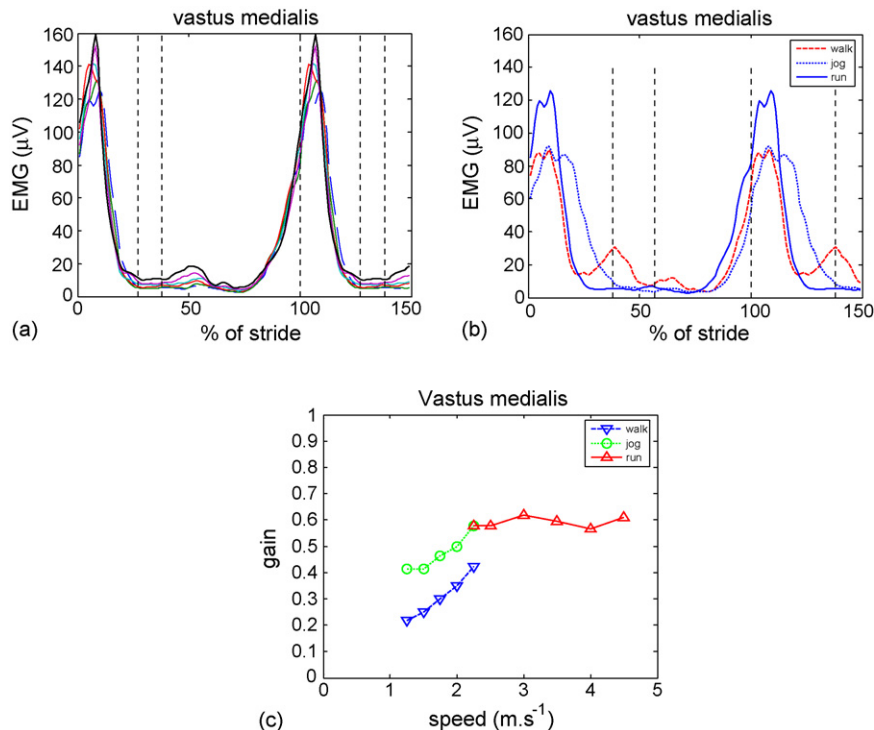 vastus medialis
EMG (μV)
160
140
120
100
80
60
40
20
0
0 50 100 150
% of stride
(a)
vastus medialis
walk
jog
run
EMG (μV)
160
140
120
100
80
60
40
20
0
0 50 100 150
% of stride
(b)
Vastus medialis
walk
jog
run
gain
1
0.9
0.8
0.7
0.6
0.5
0.4
0.3
0.2
0.1
0
0 1 2 3 4 5
speed (m.s⁻¹)
(c)